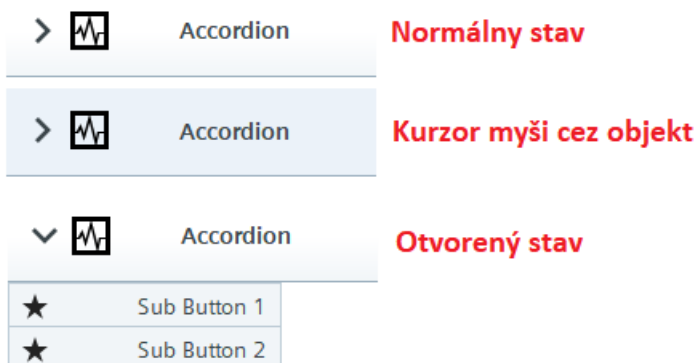 Accordion Normálny stav
Accordion Kurzor myši cez objekt
Accordion Otvorený stav
Sub Button 1
Sub Button 2